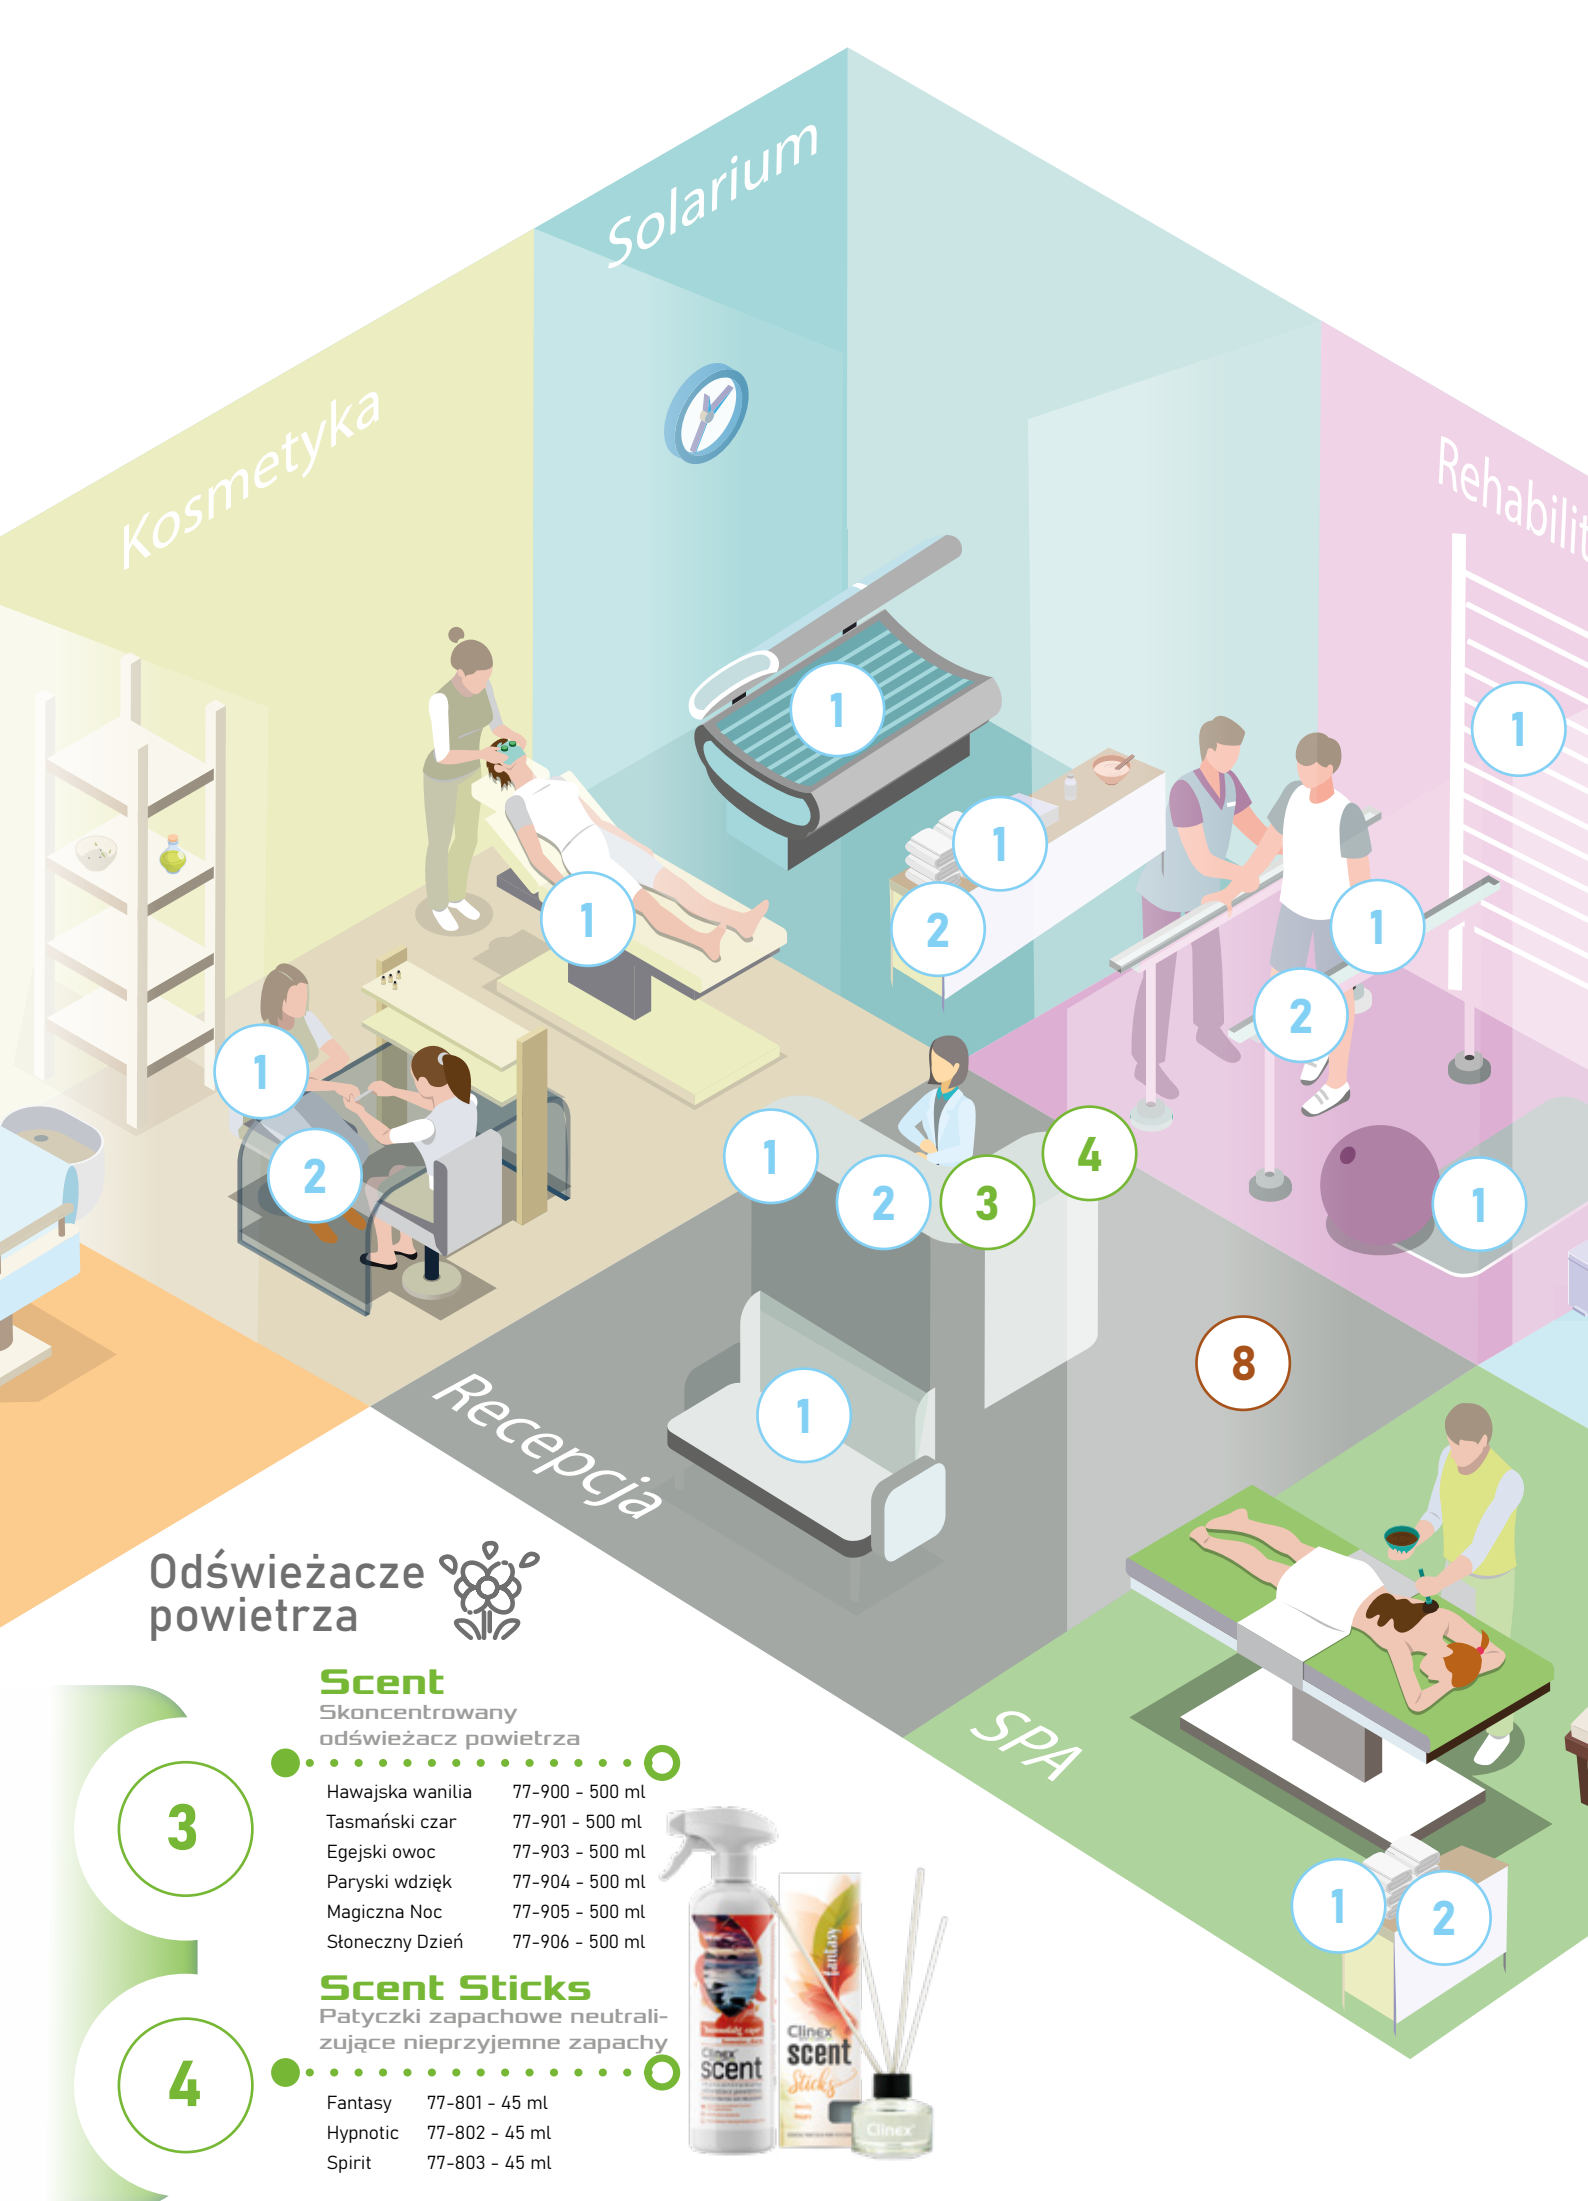 Solarium
Kosmetyka
Rehabilit
1
1
1
2
1
1
2
1
2
1
2
3
4
1
1
8
Recepcja
SPA
1
2
Odświeżacze
powietrza
3
Scent
Skoncentrowany
odświeżacz powietrza
Hawajska wanilia 77-900 - 500 ml
Tasmański czar 77-901 - 500 ml
Egejski owoc 77-903 - 500 ml
Paryski wdzięk 77-904 - 500 ml
Magiczna Noc 77-905 - 500 ml
Słoneczny Dzień 77-906 - 500 ml
4
Scent Sticks
Patyczki zapachowe neutrali-
zujące nieprzyjemne zapachy
Fantasy 77-801 - 45 ml
Hypnotic 77-802 - 45 ml
Spirit 77-803 - 45 ml
Clinex
scent
Fantasy
Clinex
scent
Sticks
Clinex